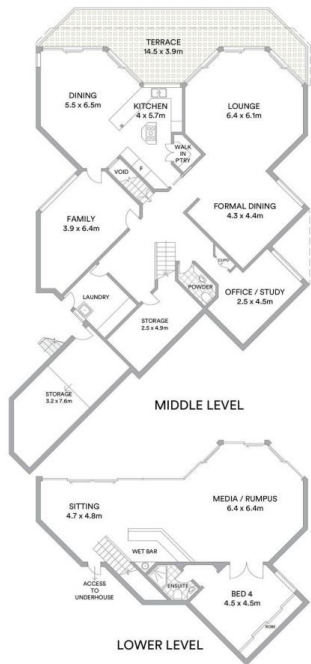 TERRACE
14.5 x 3.9m
DINING
5.5 x 6.5m
KITCHEN
4 x 5.7m
LOUNGE
6.4 x 6.1m
WALK
IN
PTRY
F
VOID
FAMILY
3.9 x 6.4m
FORMAL DINING
4.3 x 4.4m
CUPD
OFFICE / STUDY
2.5 x 4.5m
POWDER
LAUNDRY
STORAGE
2.5 x 4.9m
STORAGE
3.2 x 7.6m
MIDDLE LEVEL
SITTING
4.7 x 4.8m
MEDIA / RUMPUS
6.4 x 6.4m
WET BAR
ENSUITE
BED 4
4.5 x 4.5m
ROBE
ACCESS
TO
UNDERHOUSE
LOWER LEVEL